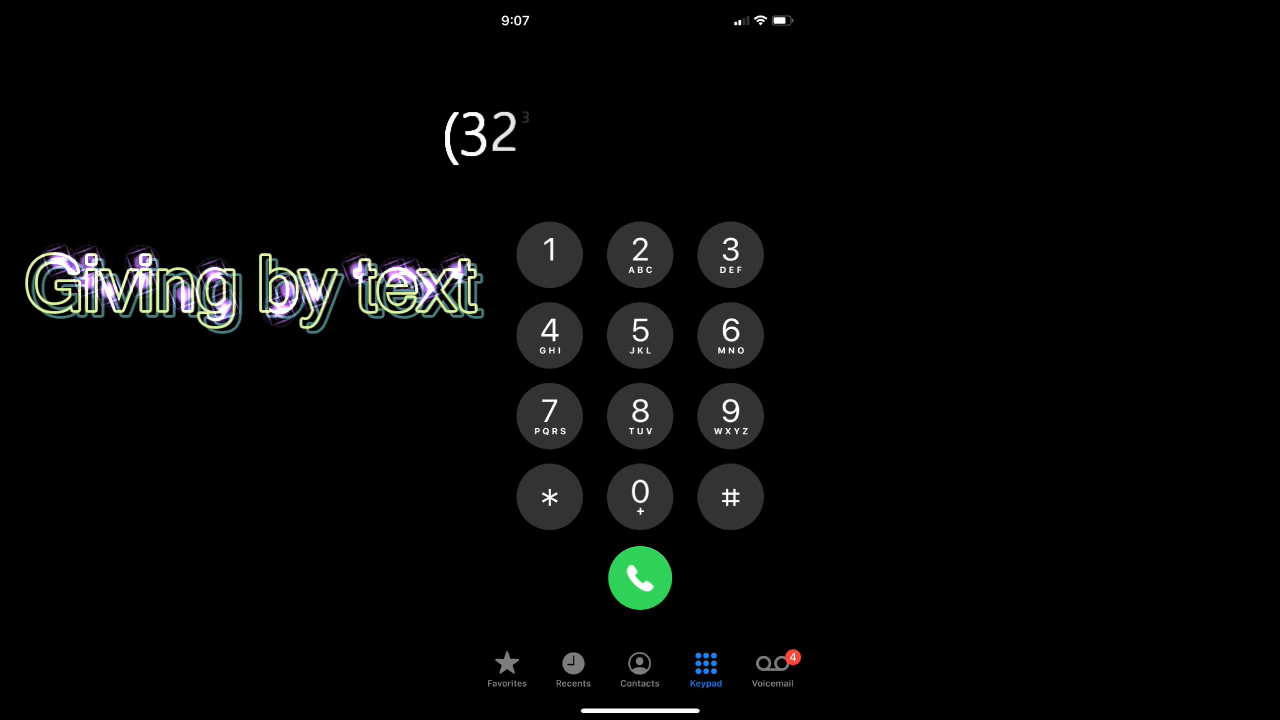 9:07
(323
Giving by text
1 2 ABC 3 DEF
4 GHI 5 JKL 6 MNO
7 PQRS 8 TUV 9 WXYZ
* 0 + #
4
Favorites Recents Contacts Keypad Voicemail